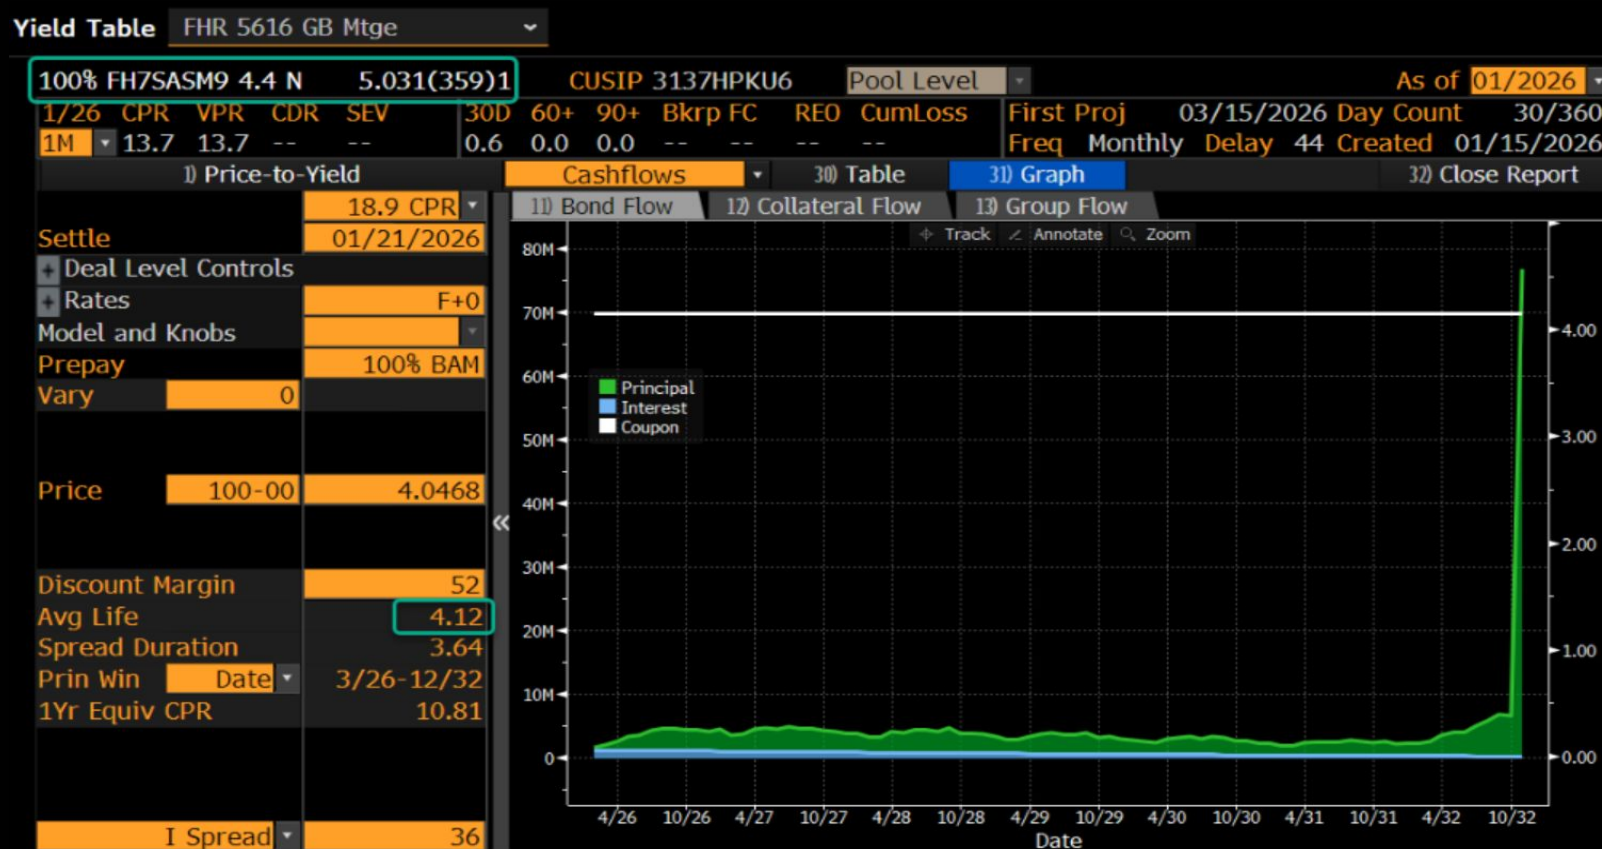 Yield Table FHR 5616 GB Mtge
100% FH7SASM9 4.4 N 5.031(359)1 CUSIP 3137HPKU6 Pool Level As of 01/2026
1/26 CPR VPR CDR SEV 30D 60+ 90+ Bkrp FC REO CumLoss First Proj 03/15/2026 Day Count 30/360
1M 13.7 13.7 -- -- 0.6 0.0 0.0 -- -- -- -- Freq Monthly Delay 44 Created 01/15/2026
1) Price-to-Yield Cashflows 30) Table 31) Graph 32) Close Report
18.9 CPR 11) Bond Flow 12) Collateral Flow 13) Group Flow
Settle 01/21/2026
Track Annotate Zoom
Deal Level Controls
Rates F+0
Model and Knobs
Prepay 100% BAM
Vary 0
Price 100-00 4.0468
«
Discount Margin 52
Avg Life 4.12
Spread Duration 3.64
Prin Win Date 3/26-12/32
1Yr Equiv CPR 10.81
I Spread 36
80M
70M
60M
50M
40M
30M
20M
10M
0
Principal
Interest
Coupon
4.00
3.00
2.00
1.00
0.00
4/26 10/26 4/27 10/27 4/28 10/28 4/29 10/29 4/30 10/30 4/31 10/31 4/32 10/32
Date